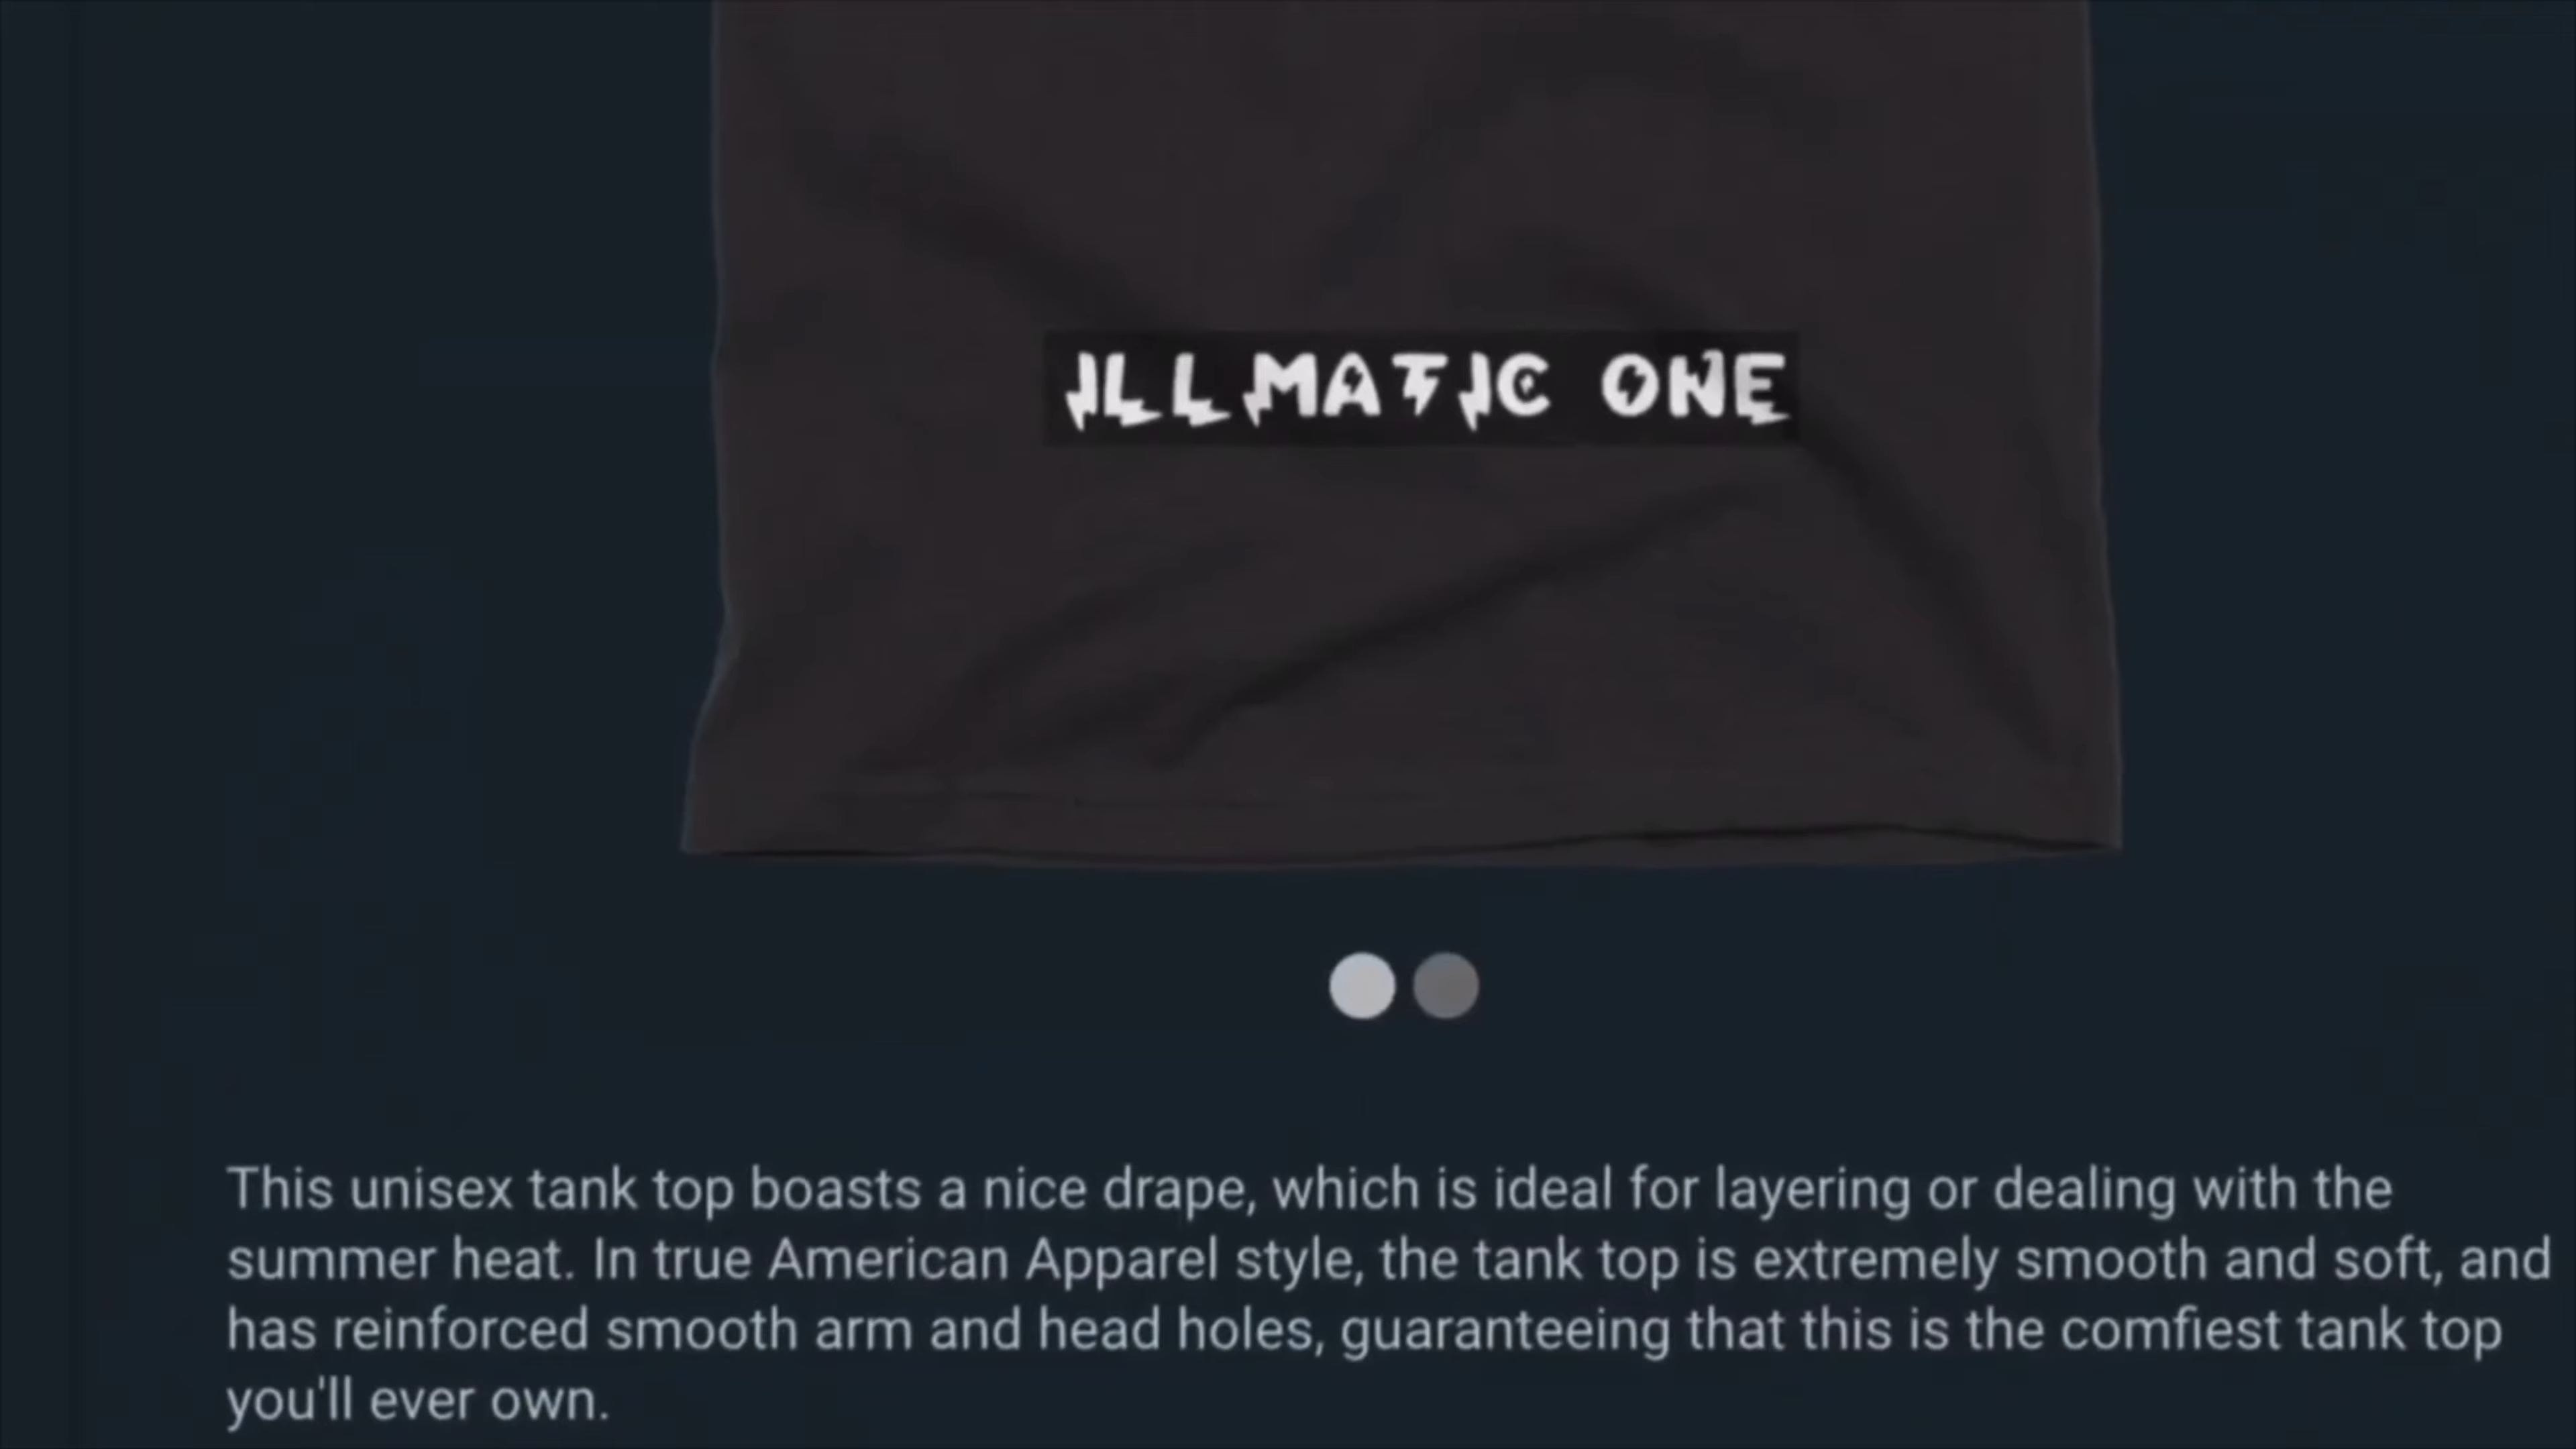 ILLMATIC ONE
This unisex tank top boasts a nice drape, which is ideal for layering or dealing with the
summer heat. In true American Apparel style, the tank top is extremely smooth and soft, and
has reinforced smooth arm and head holes, guaranteeing that this is the comfiest tank top
you'll ever own.